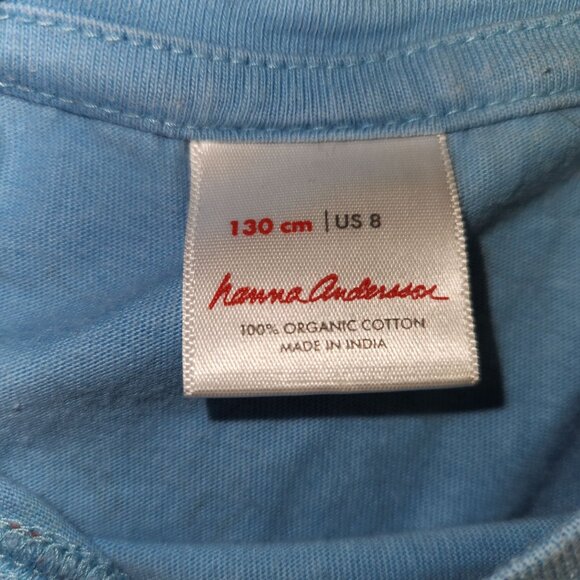 130 cm | US 8
hanna andersson
100% ORGANIC COTTON
MADE IN INDIA